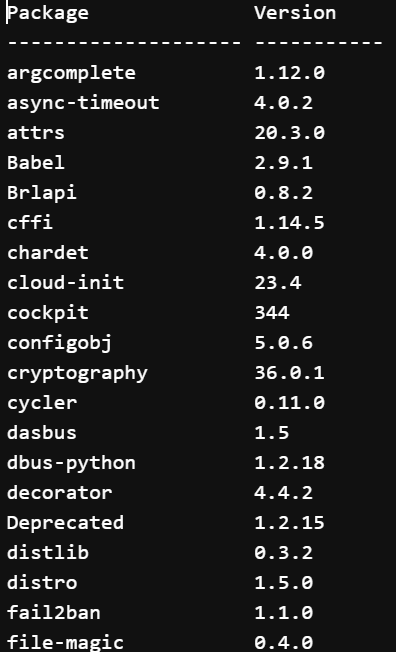 Package              Version
-------------------- -----------
argcomplete          1.12.0
async-timeout        4.0.2
attrs                20.3.0
Babel                2.9.1
Brlapi               0.8.2
cffi                 1.14.5
chardet              4.0.0
cloud-init           23.4
cockpit              344
configobj            5.0.6
cryptography         36.0.1
cycler               0.11.0
dasbus               1.5
dbus-python          1.2.18
decorator            4.4.2
Deprecated           1.2.15
distlib              0.3.2
distro               1.5.0
fail2ban             1.1.0
file-magic           0.4.0